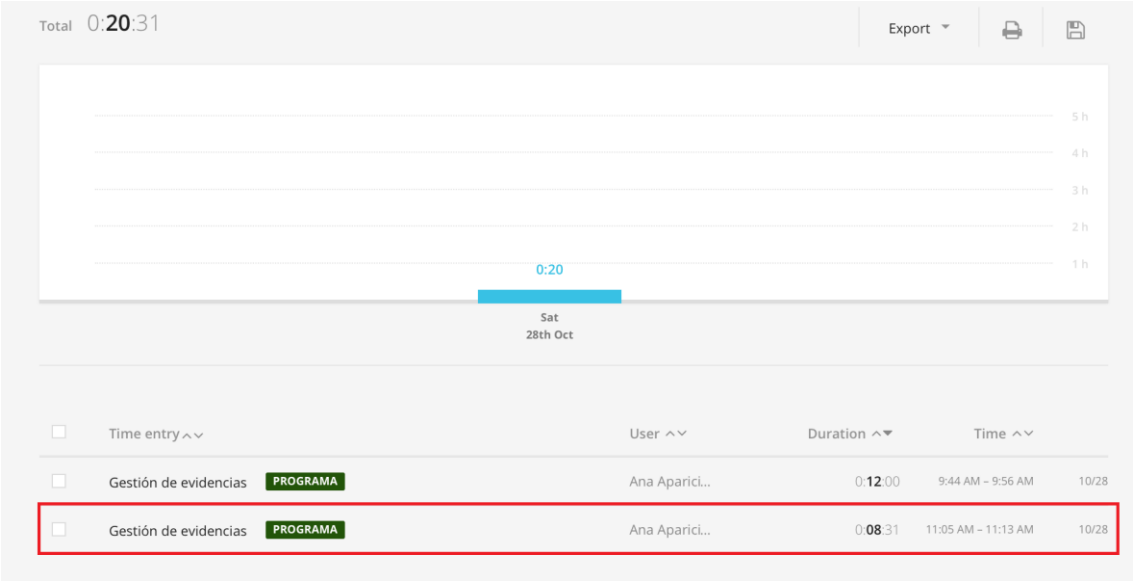 Total 0:20:31 Export
5 h
4 h
3 h
2 h
1 h
0:20
Sat
28th Oct
Time entry User Duration Time
Gestión de evidencias PROGRAMA Ana Aparici... 0:12:00 9:44 AM – 9:56 AM 10/28
Gestión de evidencias PROGRAMA Ana Aparici... 0:08:31 11:05 AM – 11:13 AM 10/28